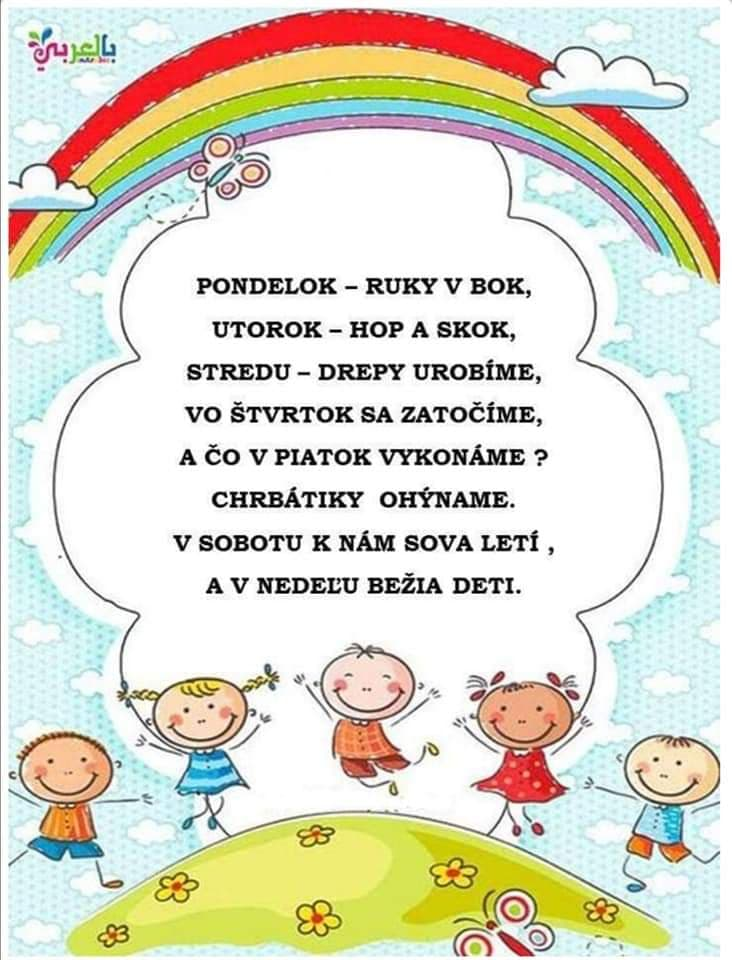 بالعربي
PONDELOK – RUKY V BOK,
UTOROK – HOP A SKOK,
STREDU – DREPY UROBÍME,
VO ŠTVRTOK SA ZATOČÍME,
A ČO V PIATOK VYKONÁME ?
CHRBÁTIKY OHÝNAME.
V SOBOTU K NÁM SOVA LETÍ ,
A V NEDEĽU BEŽIA DETI.